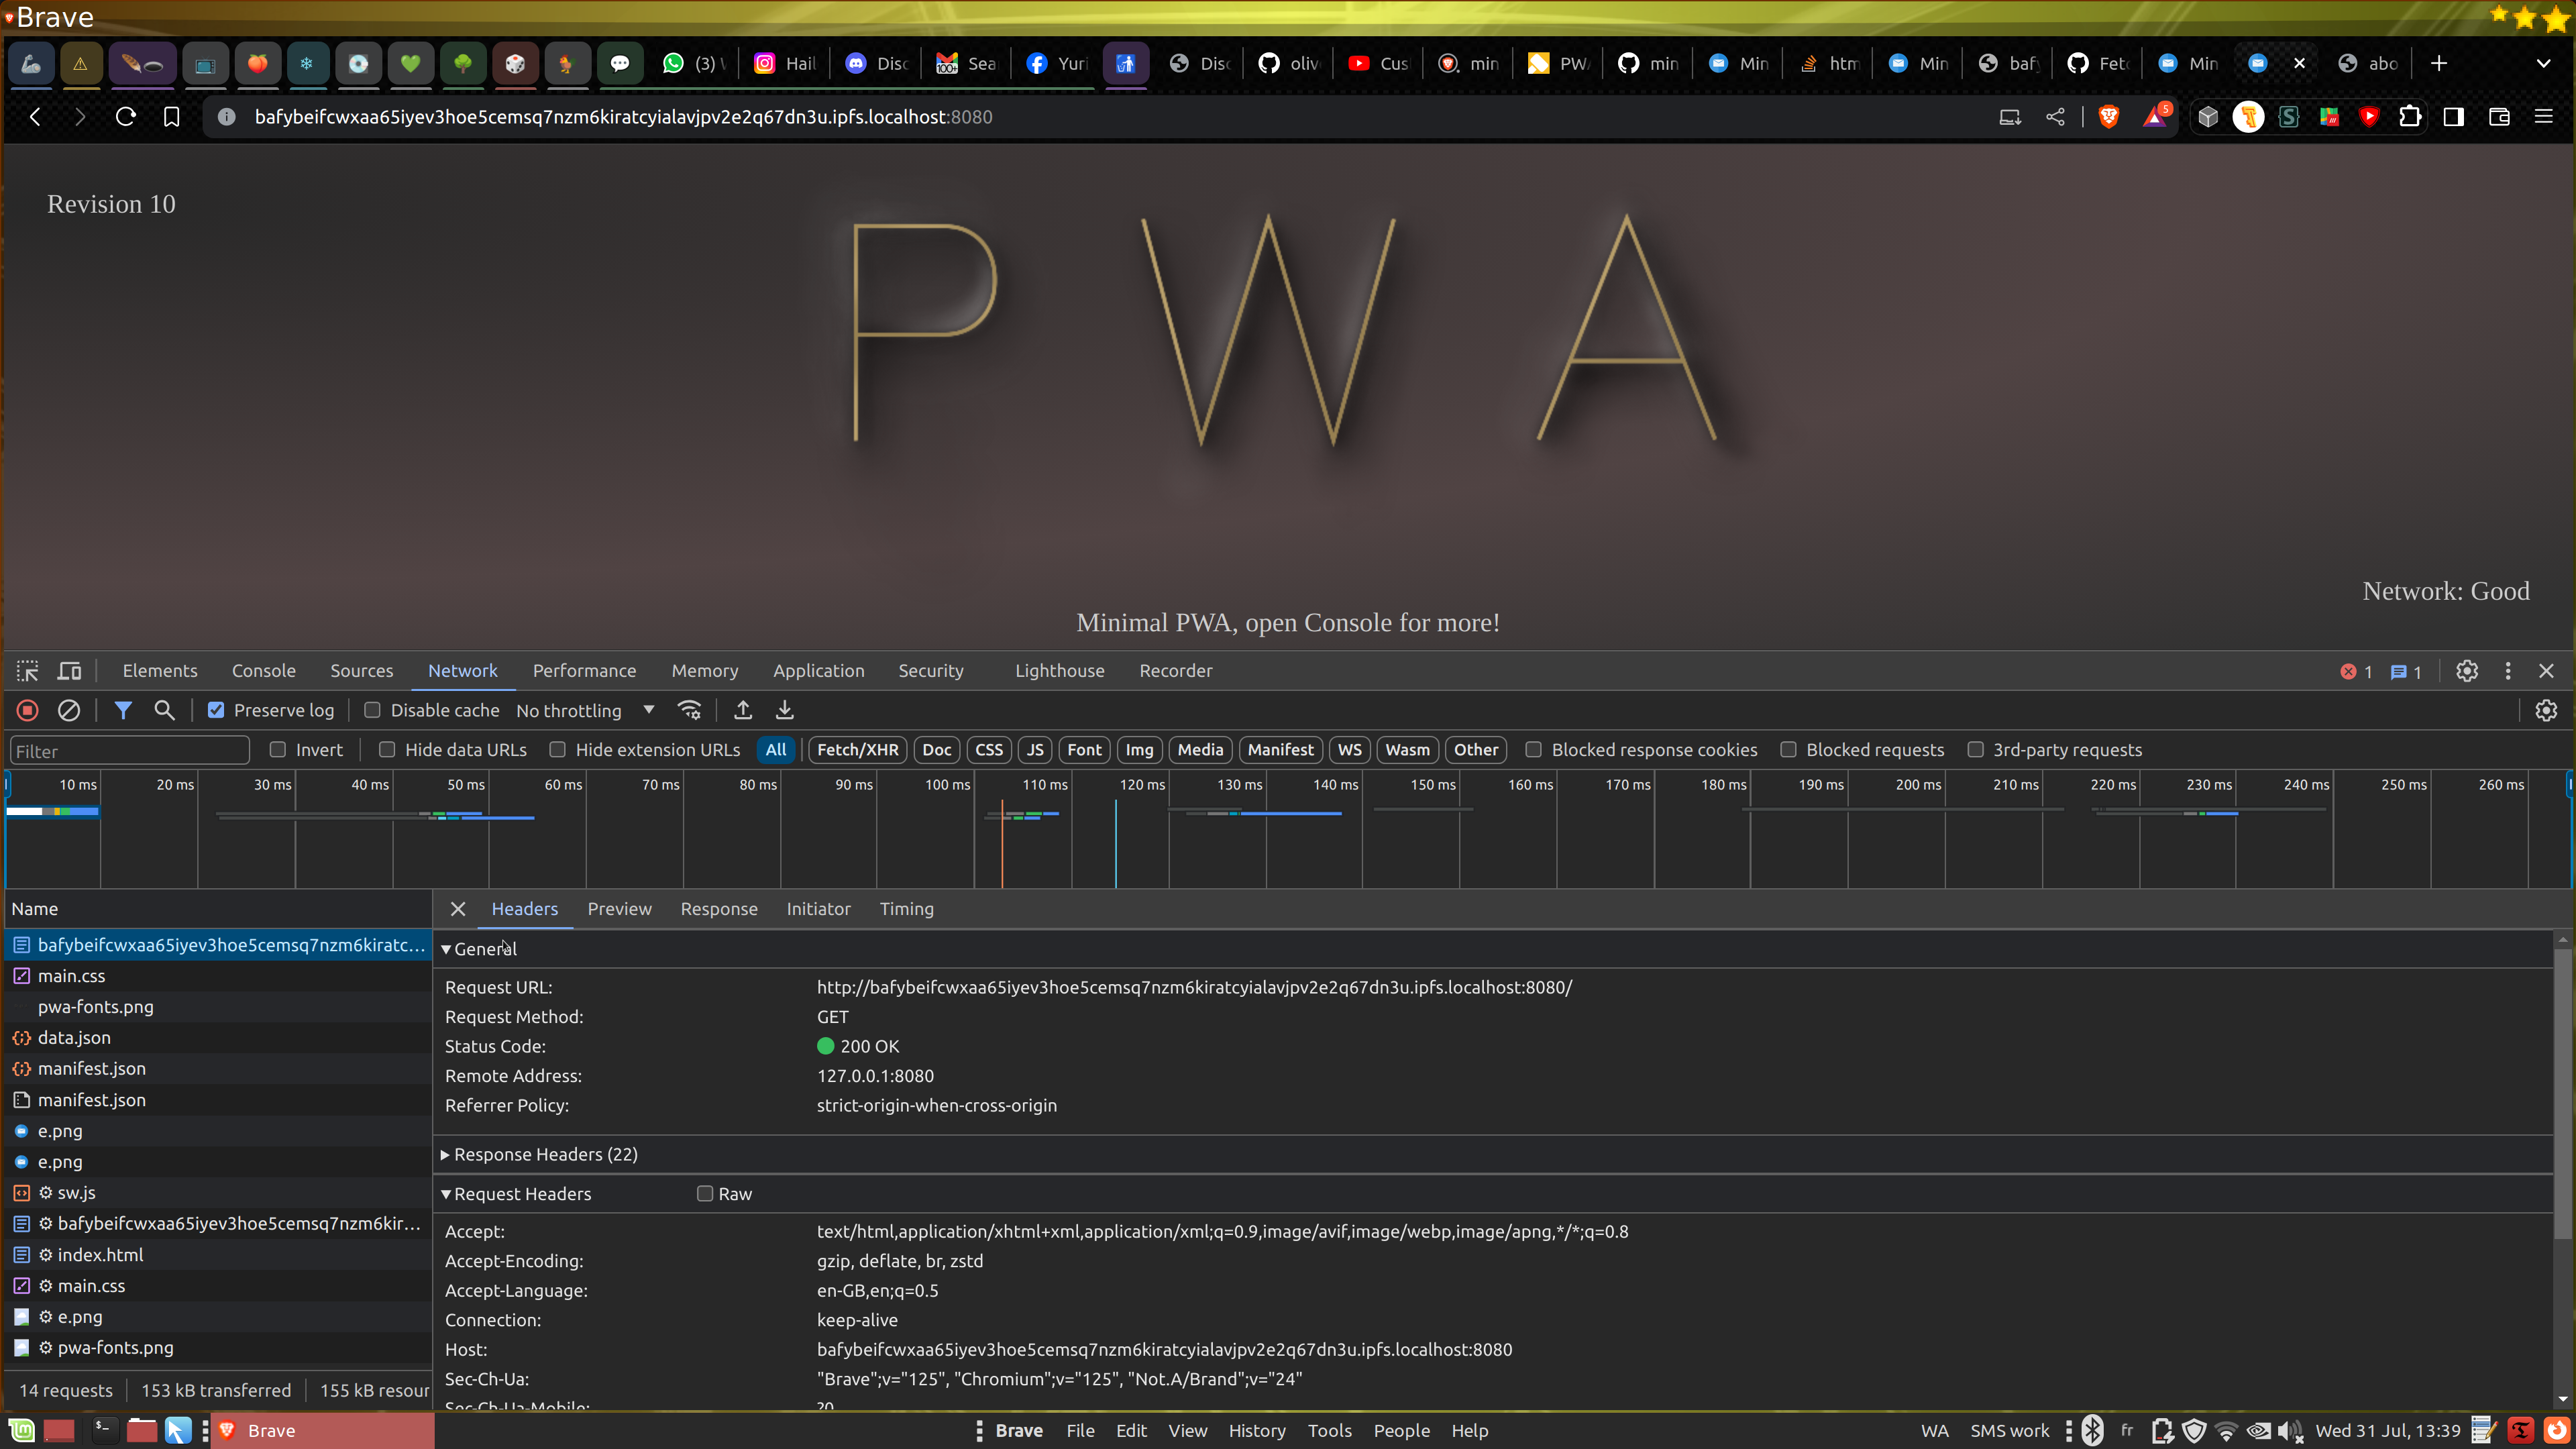 Brave
(3) W
Hail
Disc
Sea
Yuri
Disc
oliv
Cus
min
PW
min
Min
htm
Min
baf
Fetc
Min
abo
bafybeifcwxaa65iyev3hoe5cemsq7nzm6kiratcyialavjpv2e2q67dn3u.ipfs.localhost:8080
5
Revision 10
P W A
Network: Good
Minimal PWA, open Console for more!
Elements Console Sources Network Performance Memory Application Security Lighthouse Recorder 1 1
Preserve log Disable cache No throttling
Filter Invert Hide data URLs Hide extension URLs All Fetch/XHR Doc CSS JS Font Img Media Manifest WS Wasm Other Blocked response cookies Blocked requests 3rd-party requests
10 ms 20 ms 30 ms 40 ms 50 ms 60 ms 70 ms 80 ms 90 ms 100 ms 110 ms 120 ms 130 ms 140 ms 150 ms 160 ms 170 ms 180 ms 190 ms 200 ms 210 ms 220 ms 230 ms 240 ms 250 ms 260 ms
Name
bafybeifcwxaa65iyev3hoe5cemsq7nzm6kiratc...
main.css
pwa-fonts.png
data.json
manifest.json
manifest.json
e.png
e.png
sw.js
bafybeifcwxaa65iyev3hoe5cemsq7nzm6kir...
index.html
main.css
e.png
pwa-fonts.png
14 requests 153 kB transferred 155 kB resour
Headers Preview Response Initiator Timing
General
Request URL: http://bafybeifcwxaa65iyev3hoe5cemsq7nzm6kiratcyialavjpv2e2q67dn3u.ipfs.localhost:8080/
Request Method: GET
Status Code: 200 OK
Remote Address: 127.0.0.1:8080
Referrer Policy: strict-origin-when-cross-origin
Response Headers (22)
Request Headers Raw
Accept: text/html,application/xhtml+xml,application/xml;q=0.9,image/avif,image/webp,image/apng,*/*;q=0.8
Accept-Encoding: gzip, deflate, br, zstd
Accept-Language: en-GB,en;q=0.5
Connection: keep-alive
Host: bafybeifcwxaa65iyev3hoe5cemsq7nzm6kiratcyialavjpv2e2q67dn3u.ipfs.localhost:8080
Sec-Ch-Ua: "Brave";v="125", "Chromium";v="125", "Not.A/Brand";v="24"
Sec-Ch-Ua-Mobile: ?0
Brave
Brave File Edit View History Tools People Help
WA SMS work fr Wed 31 Jul, 13:39